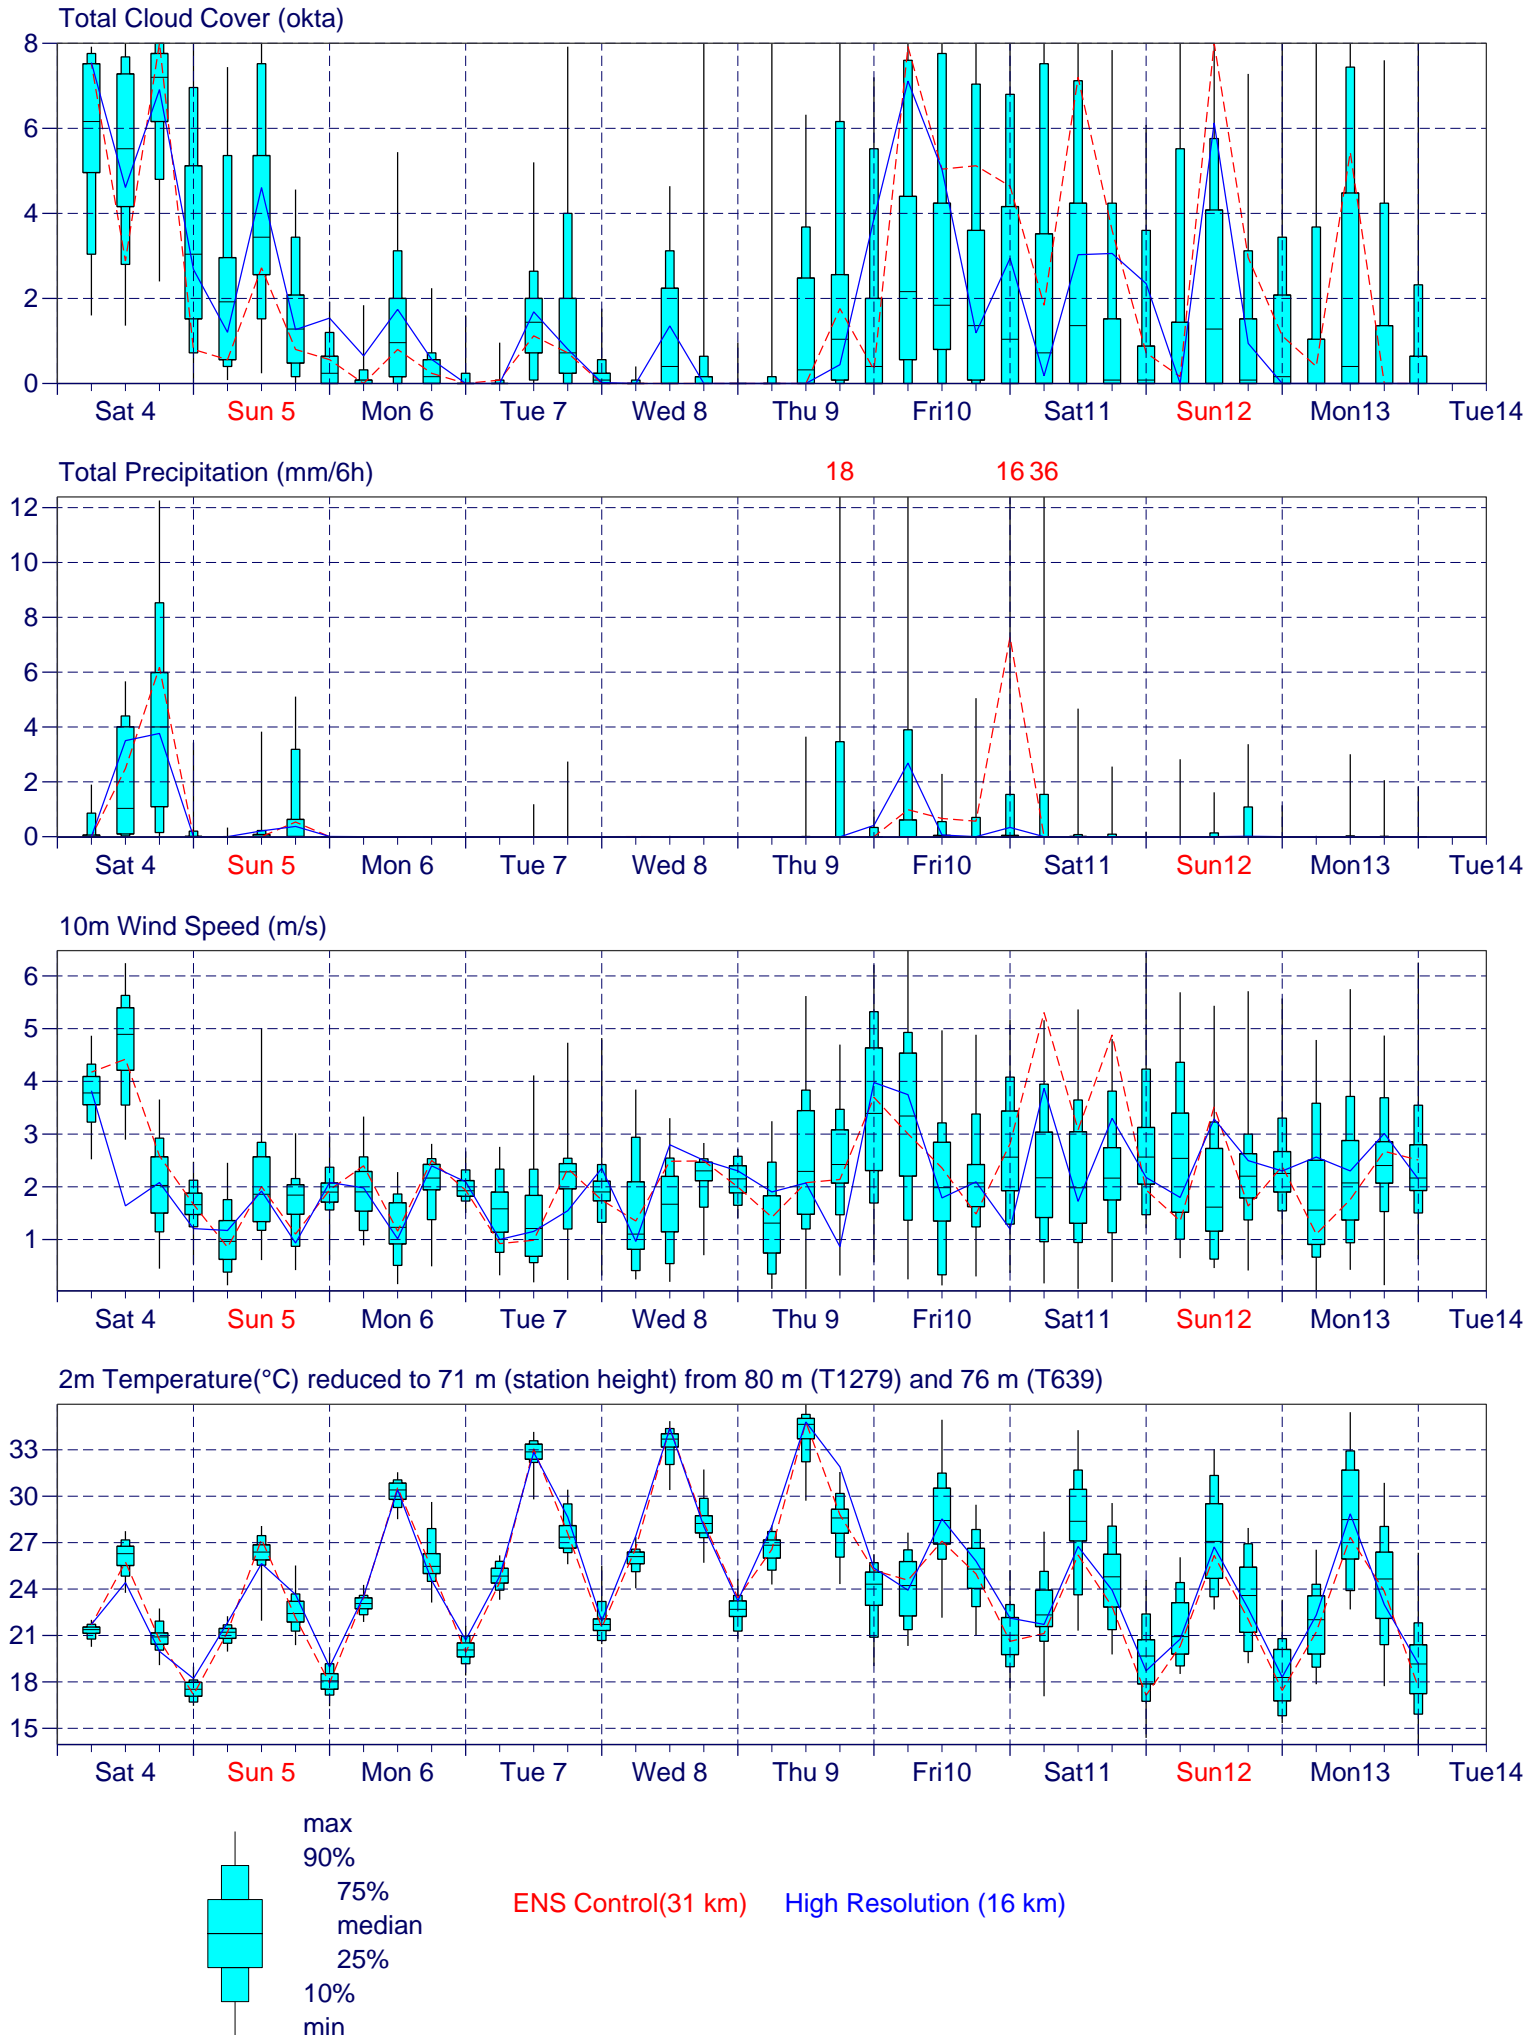 Total Cloud Cover (okta)
8
6
4
2
0
Sat 4 Sun 5 Mon 6 Tue 7 Wed 8 Thu 9 Fri10 Sat11 Sun12 Mon13 Tue14
Total Precipitation (mm/6h) 18 16 36
12
10
8
6
4
2
0
Sat 4 Sun 5 Mon 6 Tue 7 Wed 8 Thu 9 Fri10 Sat11 Sun12 Mon13 Tue14
10m Wind Speed (m/s)
6
5
4
3
2
1
Sat 4 Sun 5 Mon 6 Tue 7 Wed 8 Thu 9 Fri10 Sat11 Sun12 Mon13 Tue14
2m Temperature(°C) reduced to 71 m (station height) from 80 m (T1279) and 76 m (T639)
33
30
27
24
21
18
15
Sat 4 Sun 5 Mon 6 Tue 7 Wed 8 Thu 9 Fri10 Sat11 Sun12 Mon13 Tue14
max
90%
75%
ENS Control(31 km) High Resolution (16 km)
median
25%
10%
min